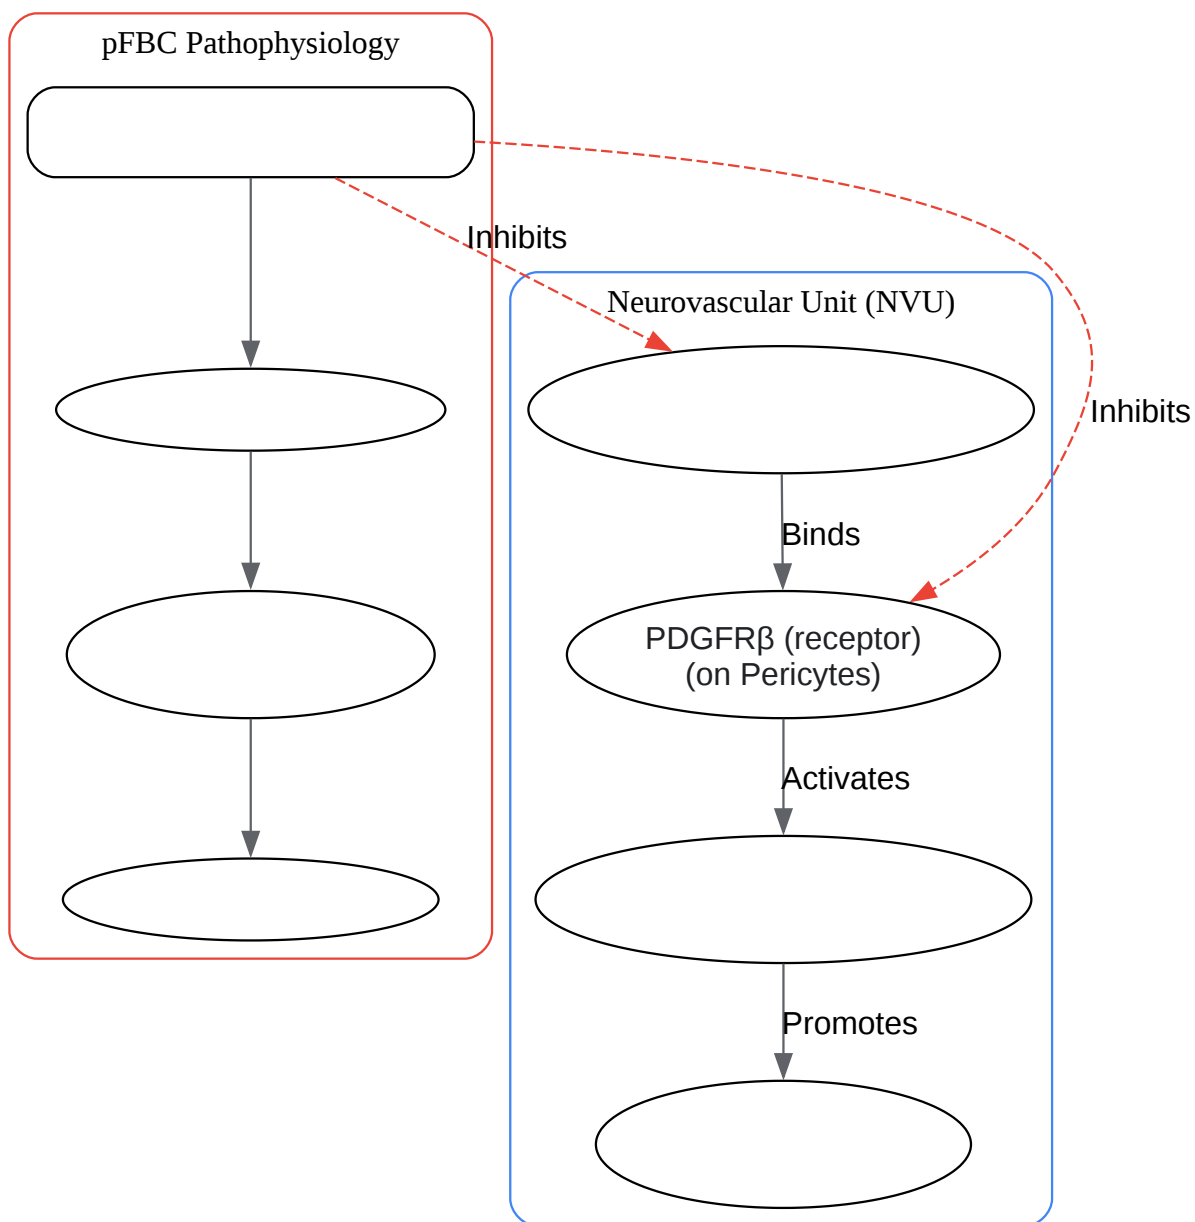 pFBC Pathophysiology
Inhibits
Neurovascular Unit (NVU)
Inhibits
Binds
PDGFRβ (receptor)
(on Pericytes)
Activates
Promotes